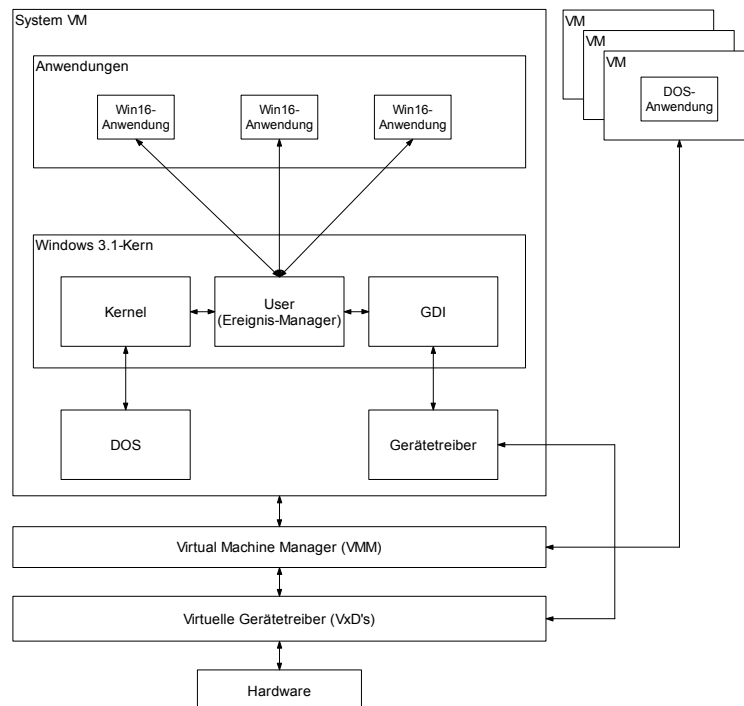 System VM
Anwendungen
Win16-
Anwendung
Win16-
Anwendung
Win16-
Anwendung
Windows 3.1-Kern
Kernel
User
(Ereignis-Manager)
GDI
DOS
Gerätetreiber
VM
VM
VM
DOS-
Anwendung
Virtual Machine Manager (VMM)
Virtuelle Gerätetreiber (VxD's)
Hardware